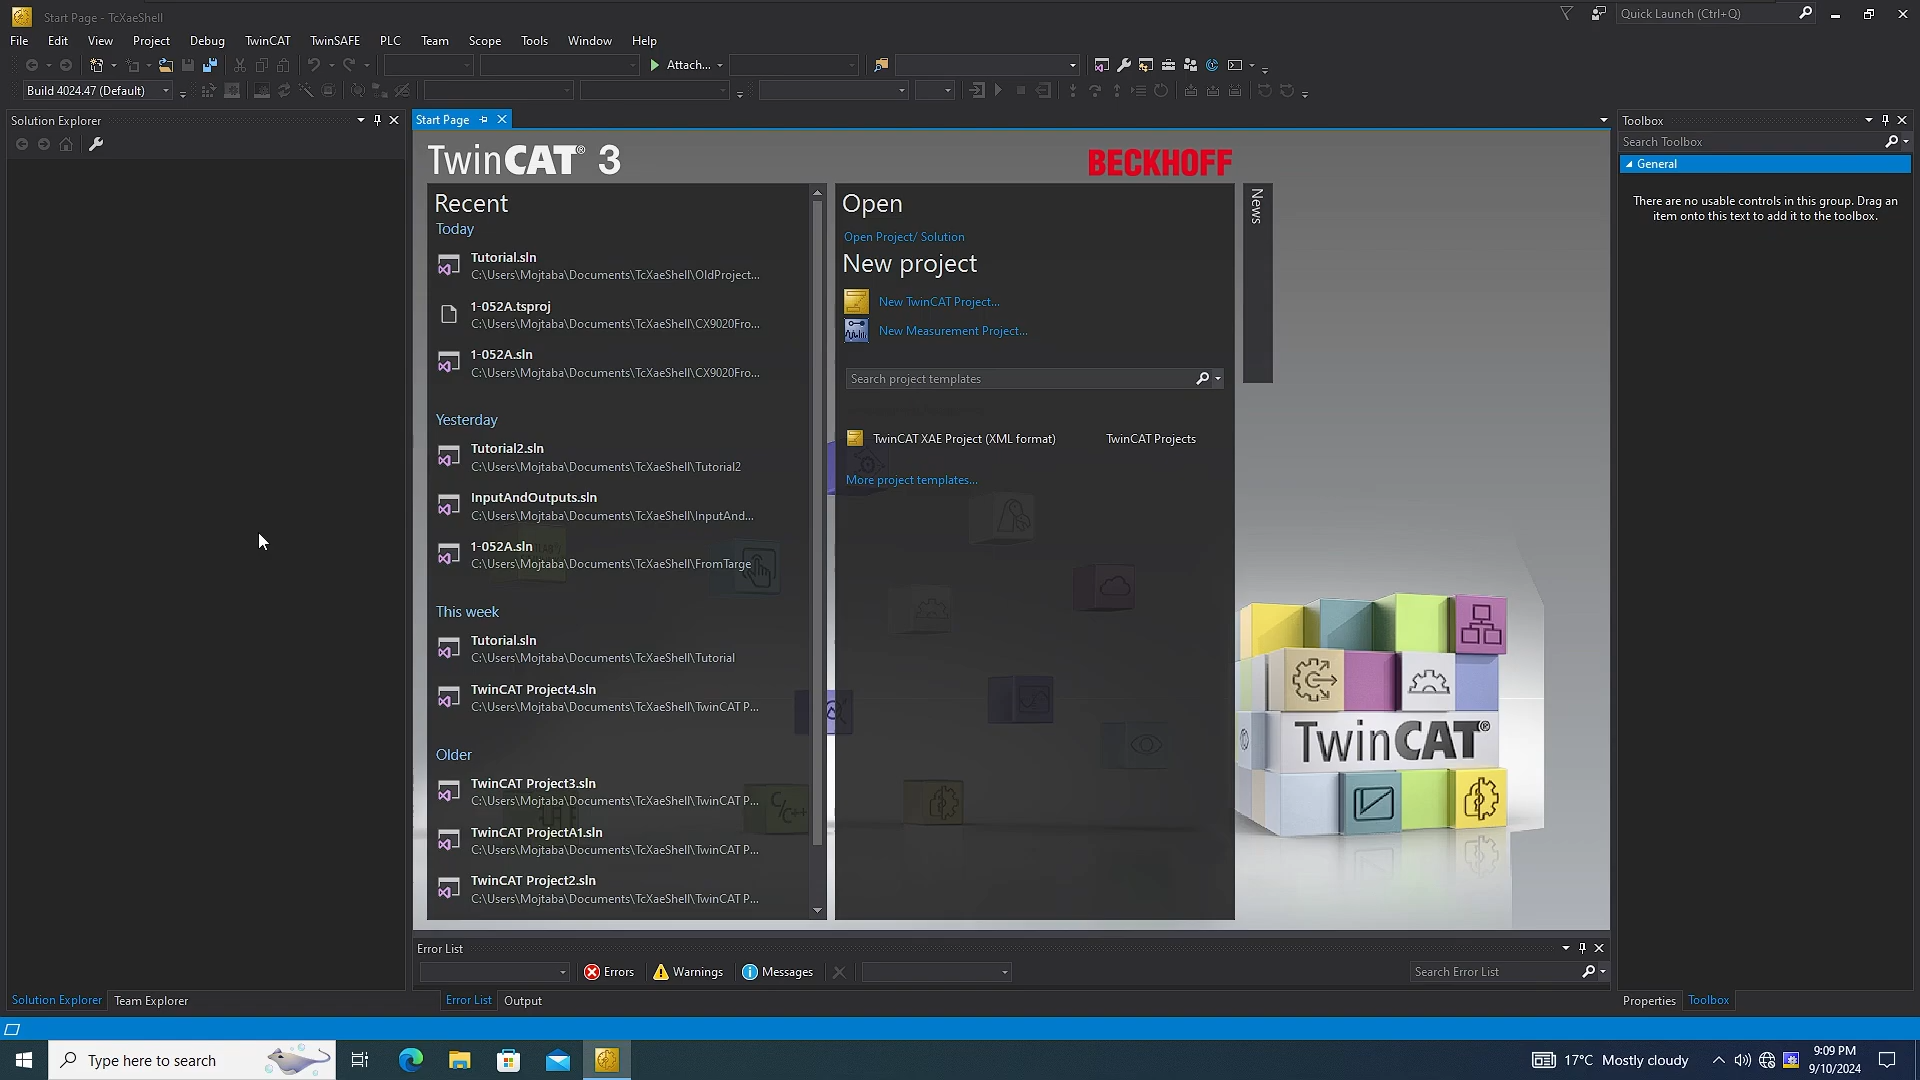 Start Page - TcXaeShell
Quick Launch (Ctrl+Q)
File Edit View Project Debug TwinCAT TwinSAFE PLC Team Scope Tools Window Help
Attach...
Build 4024.47 (Default)
Solution Explorer
Start Page
TwinCAT® 3
BECKHOFF
Recent
Today
Tutorial.sln
C:\Users\Mojtaba\Documents\TcXaeShell\OldProject...
1-052A.tsproj
C:\Users\Mojtaba\Documents\TcXaeShell\CX9020Fro...
1-052A.sln
C:\Users\Mojtaba\Documents\TcXaeShell\CX9020Fro...
Yesterday
Tutorial2.sln
C:\Users\Mojtaba\Documents\TcXaeShell\Tutorial2
InputAndOutputs.sln
C:\Users\Mojtaba\Documents\TcXaeShell\InputAnd...
1-052A.sln
C:\Users\Mojtaba\Documents\TcXaeShell\FromTarge
This week
Tutorial.sln
C:\Users\Mojtaba\Documents\TcXaeShell\Tutorial
TwinCAT Project4.sln
C:\Users\Mojtaba\Documents\TcXaeShell\TwinCAT P...
Older
TwinCAT Project3.sln
C:\Users\Mojtaba\Documents\TcXaeShell\TwinCAT P...
TwinCAT ProjectA1.sln
C:\Users\Mojtaba\Documents\TcXaeShell\TwinCAT P...
TwinCAT Project2.sln
C:\Users\Mojtaba\Documents\TcXaeShell\TwinCAT P...
Open
Open Project/ Solution
New project
New TwinCAT Project...
New Measurement Project...
Search project templates
TwinCAT XAE Project (XML format) TwinCAT Projects
More project templates...
C/C++
News
TwinCAT®
Toolbox
Search Toolbox
General
There are no usable controls in this group. Drag an
item onto this text to add it to the toolbox.
Error List
Errors Warnings Messages
Search Error List
Solution Explorer Team Explorer
Error List Output
Properties Toolbox
Type here to search
17°C Mostly cloudy
9:09 PM
9/10/2024